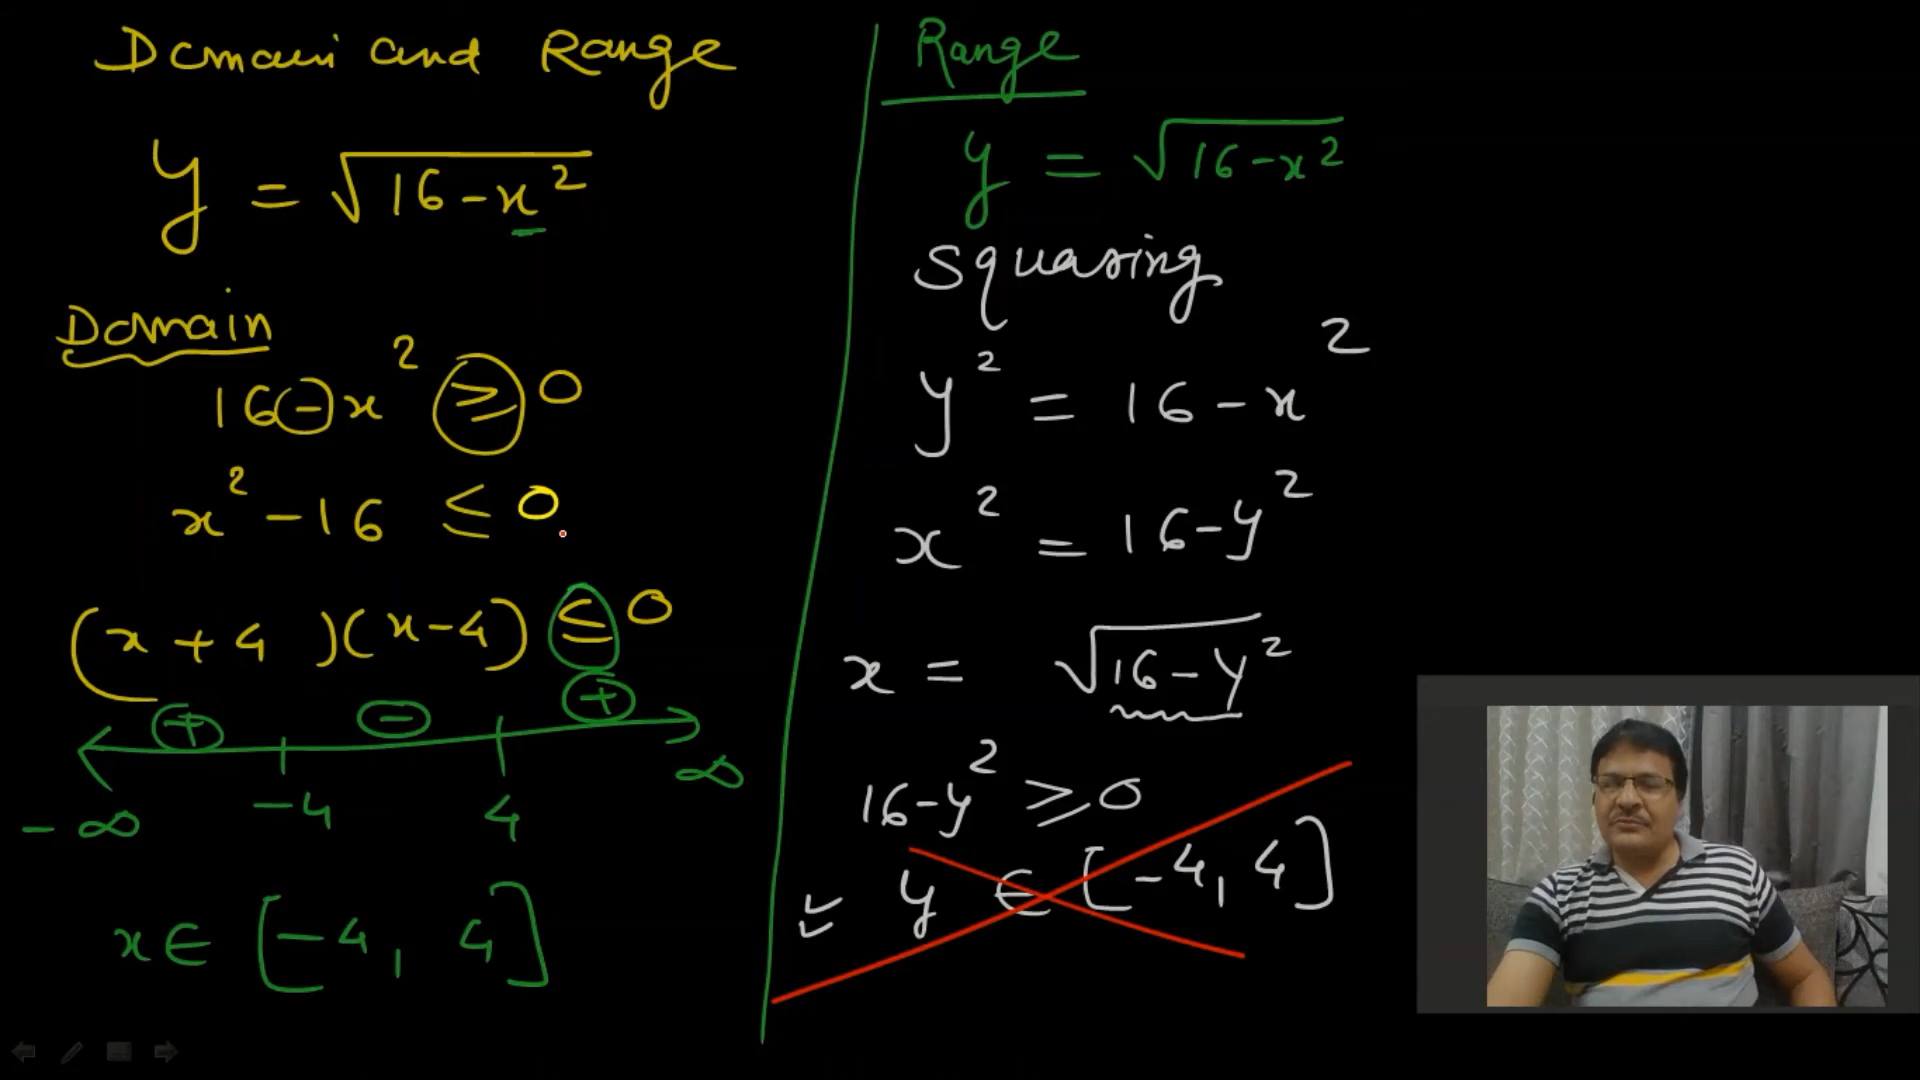 Domain and Range
y = √16-x²
Domain
16-x² ≥ 0
x²-16 ≤ 0
(x+4)(x-4) ≤ 0
+ - +
-∞ -4 4 ∞
x ∈ [-4, 4]
Range
y = √16-x²
Squaring
y² = 16-x²
x² = 16-y²
x = √16-y²
16-y² ≥ 0
y ∈ [-4, 4]